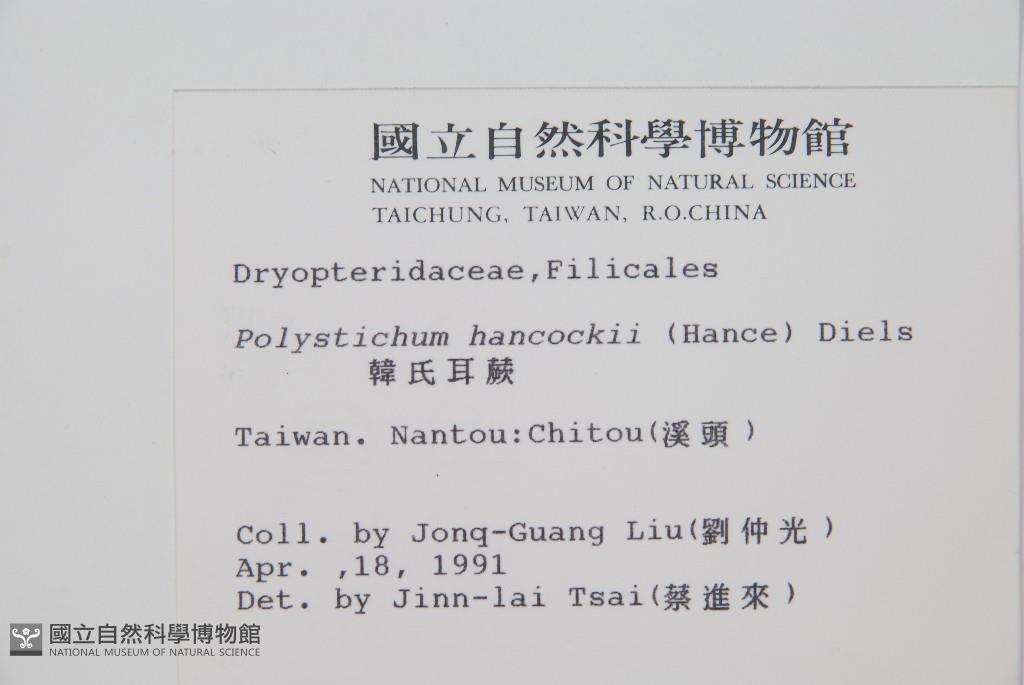 國立自然科學博物館
NATIONAL MUSEUM OF NATURAL SCIENCE
TAICHUNG, TAIWAN, R.O.CHINA
Dryopteridaceae,Filicales
Polystichum hancockii (Hance) Diels
韓氏耳蕨
Taiwan. Nantou:Chitou(溪頭)
Coll. by Jonq-Guang Liu(劉仲光)
Apr. ,18, 1991
Det. by Jinn-lai Tsai(蔡進來)
國立自然科學博物館
NATIONAL MUSEUM OF NATURAL SCIENCE